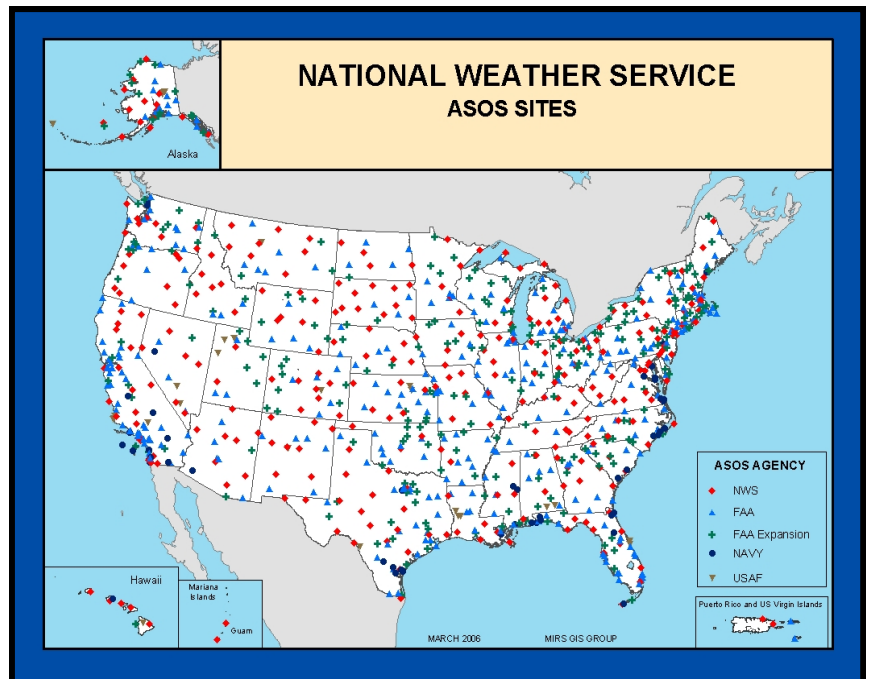 NATIONAL WEATHER SERVICE
ASOS SITES
Alaska
ASOS AGENCY
NWS
FAA
FAA Expansion
NAVY
USAF
Hawaii
Mariana
Islands
Guam
Puerto Rico and US Virgin Islands
MARCH 2006
MIRS GIS GROUP